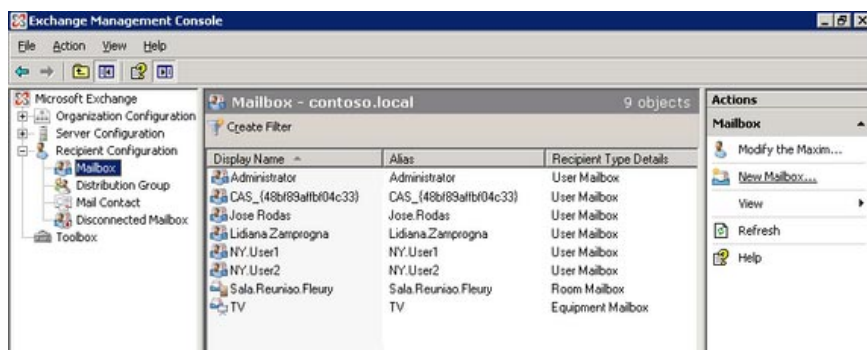 Exchange Management Console
File Action View Help
Microsoft Exchange
Organization Configuration
Server Configuration
Recipient Configuration
Mailbox
Distribution Group
Mail Contact
Disconnected Mailbox
Toolbox
Mailbox - contoso.local 9 objects
Create Filter
Display Name Alias Recipient Type Details
Administrator Administrator User Mailbox
CAS_{48bf89affbf04c33} CAS_{48bf89affbf04c33} User Mailbox
Jose Rodas Jose.Rodas User Mailbox
Lidiana.Zamprogna Lidiana.Zamprogna User Mailbox
NY.User1 NY.User1 User Mailbox
NY.User2 NY.User2 User Mailbox
Sala.Reuniao.Fleury Sala.Reuniao.Fleury Room Mailbox
TV TV Equipment Mailbox
Actions
Mailbox
Modify the Maxim...
New Mailbox...
View
Refresh
Help